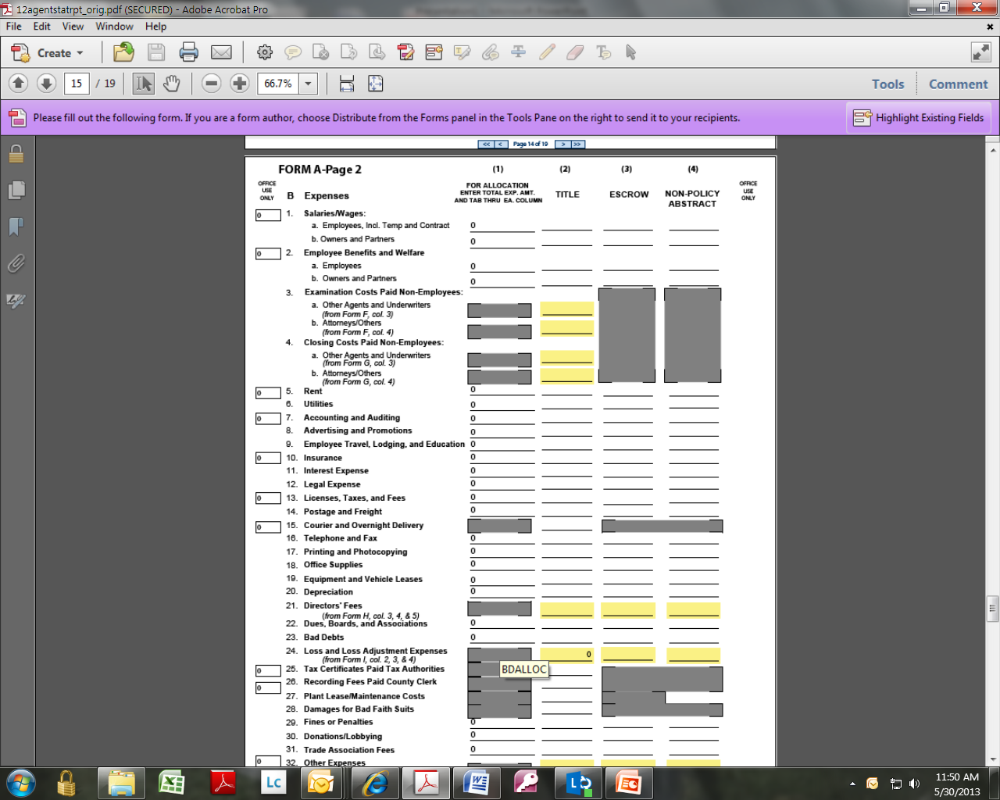 12agentstatrpt_orig.pdf (SECURED) - Adobe Acrobat Pro
File Edit View Window Help
Create
15 / 19 66.7% Tools Comment
Please fill out the following form. If you are a form author, choose Distribute from the Forms panel in the Tools Pane on the right to send it to your recipients. Highlight Existing Fields
<< < Page 14 of 19 > >>
FORM A-Page 2 (1) (2) (3) (4)
OFFICE USE ONLY B Expenses FOR ALLOCATION ENTER TOTAL EXP. AMT. AND TAB THRU EA. COLUMN TITLE ESCROW NON-POLICY ABSTRACT OFFICE USE ONLY
0 1. Salaries/Wages:
a. Employees, Incl. Temp and Contract 0
b. Owners and Partners 0
0 2. Employee Benefits and Welfare
a. Employees 0
b. Owners and Partners 0
3. Examination Costs Paid Non-Employees:
a. Other Agents and Underwriters
(from Form F, col. 3)
b. Attorneys/Others
(from Form F, col. 4)
4. Closing Costs Paid Non-Employees:
a. Other Agents and Underwriters
(from Form G, col. 3)
b. Attorneys/Others
(from Form G, col. 4)
0 5. Rent 0
6. Utilities 0
0 7. Accounting and Auditing 0
8. Advertising and Promotions 0
9. Employee Travel, Lodging, and Education 0
0 10. Insurance 0
11. Interest Expense 0
12. Legal Expense 0
0 13. Licenses, Taxes, and Fees 0
14. Postage and Freight 0
0 15. Courier and Overnight Delivery
16. Telephone and Fax 0
17. Printing and Photocopying 0
18. Office Supplies 0
19. Equipment and Vehicle Leases 0
20. Depreciation 0
21. Directors' Fees
(from Form H, col. 3, 4, & 5)
22. Dues, Boards, and Associations 0
23. Bad Debts 0
24. Loss and Loss Adjustment Expenses 0
(from Form I, col. 2, 3, & 4)
BDALLOC
0 25. Tax Certificates Paid Tax Authorities
0 26. Recording Fees Paid County Clerk
27. Plant Lease/Maintenance Costs
28. Damages for Bad Faith Suits
29. Fines or Penalties 0
30. Donations/Lobbying 0
31. Trade Association Fees 0
0 32. Other Expenses
Lc
11:50 AM
5/30/2013